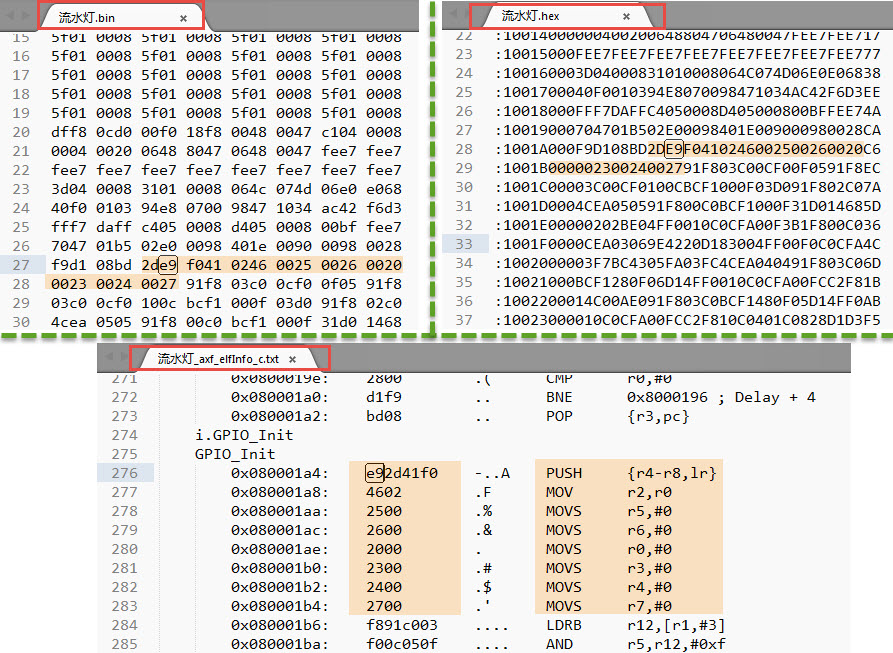 流水灯.bin ×
15 5f01 0008 5f01 0008 5f01 0008 5f01 0008
16 5f01 0008 5f01 0008 5f01 0008 5f01 0008
17 5f01 0008 5f01 0008 5f01 0008 5f01 0008
18 5f01 0008 5f01 0008 5f01 0008 5f01 0008
19 5f01 0008 5f01 0008 5f01 0008 5f01 0008
20 dff8 0cd0 00f0 18f8 0048 0047 c104 0008
21 0004 0020 0648 8047 0648 0047 fee7 fee7
22 fee7 fee7 fee7 fee7 fee7 fee7 fee7 fee7
23 3d04 0008 3101 0008 064c 074d 06e0 e068
24 40f0 0103 94e8 0700 9847 1034 ac42 f6d3
25 fff7 daff c405 0008 d405 0008 00bf fee7
26 7047 01b5 02e0 0098 401e 0090 0098 0028
27 f9d1 08bd 2de9 f041 0246 0025 0026 0020
28 0023 0024 0027 91f8 03c0 0cf0 0f05 91f8
29 03c0 0cf0 100c bcf1 000f 03d0 91f8 02c0
30 4cea 0505 91f8 00c0 bcf1 000f 31d0 1468
流水灯.hex ×
22 :10014000000400200648804706480047FEE7FEE717
23 :10015000FEE7FEE7FEE7FEE7FEE7FEE7FEE7FEE777
24 :100160003D04000831010008064C074D06E0E06838
25 :1001700040F0010394E8070098471034AC42F6D3EE
26 :10018000FFF7DAFFC4050008D405000800BFFEE74A
27 :10019000704701B502E00098401E009000980028CA
28 :1001A000F9D108BD2DE9F0410246002500260020C6
29 :1001B00000230024002791F803C00CF00F0591F8EC
30 :1001C00003C00CF0100CBCF1000F03D091F802C07A
31 :1001D0004CEA050591F800C0BCF1000F31D014685D
32 :1001E00000202BE04FF0010C0CFA00F3B1F800C036
33 :1001F0000CEA03069E4220D183004FF00F0C0CFA4C
34 :1002000003F7BC4305FA03FC4CEA040491F803C06D
35 :10021000BCF1280F06D14FF0010C0CFA00FCC2F81B
36 :1002200014C00AE091F803C0BCF1480F05D14FF0AB
37 :10023000010C0CFA00FCC2F810C0401C0828D1D3F5
流水灯_axf_elfInfo_c.txt ×
271 0x0800019e: 2800 .( CMP r0,#0
272 0x080001a0: d1f9 .. BNE 0x8000196 ; Delay + 4
273 0x080001a2: bd08 .. POP {r3,pc}
274 i.GPIO_Init
275 GPIO_Init
276 0x080001a4: e92d41f0 -..A PUSH {r4-r8,lr}
277 0x080001a8: 4602 .F MOV r2,r0
278 0x080001aa: 2500 .% MOVS r5,#0
279 0x080001ac: 2600 .& MOVS r6,#0
280 0x080001ae: 2000 . MOVS r0,#0
281 0x080001b0: 2300 .# MOVS r3,#0
282 0x080001b2: 2400 .$ MOVS r4,#0
283 0x080001b4: 2700 .' MOVS r7,#0
284 0x080001b6: f891c003 .... LDRB r12,[r1,#3]
285 0x080001ba: f00c050f .... AND r5,r12,#0xf